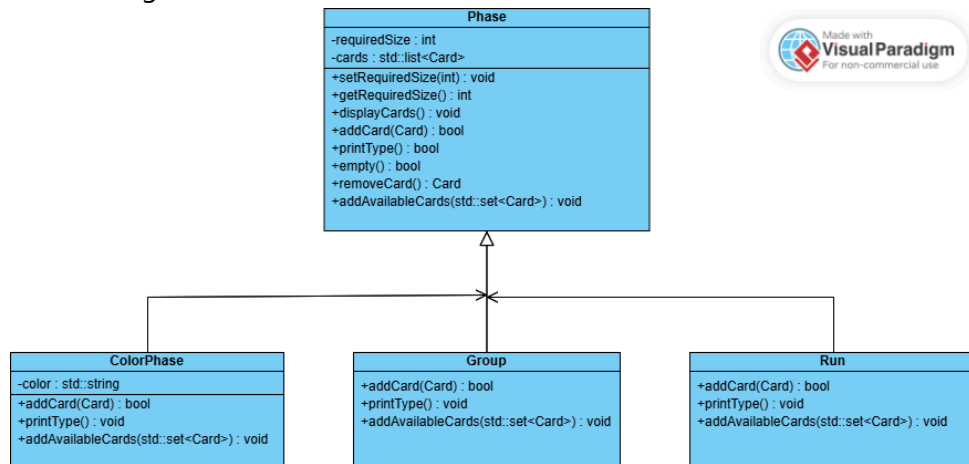 Phase
-requiredSize : int
-cards : std::list<Card>
+setRequiredSize(int) : void
+getRequiredSize() : int
+displayCards() : void
+addCard(Card) : bool
+printType() : bool
+empty() : bool
+removeCard() : Card
+addAvailableCards(std::set<Card>) : void
Made with
VisualParadigm
For non-commercial use
ColorPhase
-color : std::string
+addCard(Card) : bool
+printType() : void
+addAvailableCards(std::set<Card>) : void
Group
+addCard(Card) : bool
+printType() : void
+addAvailableCards(std::set<Card>) : void
Run
+addCard(Card) : bool
+printType() : void
+addAvailableCards(std::set<Card>) : void